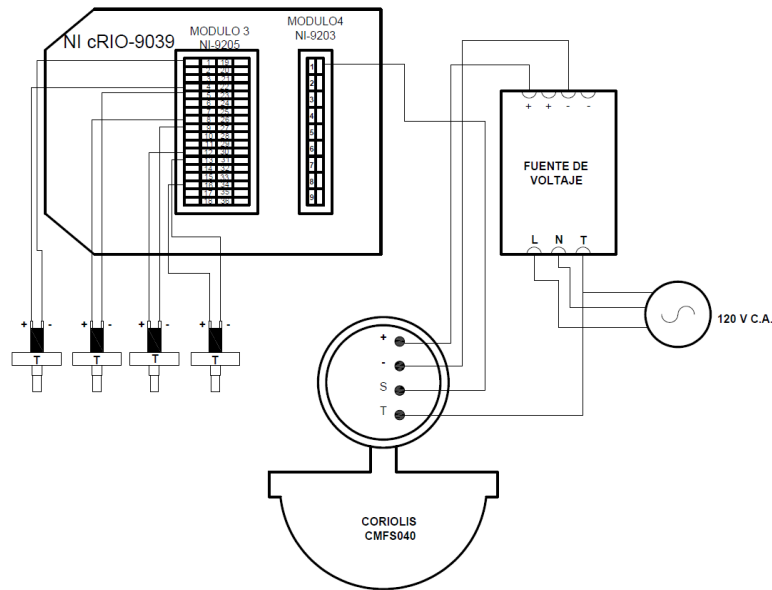 NI cRIO-9039
MODULO 3
NI-9205
MODULO4
NI-9203
1
2
3
4
5
6
7
8
9
+ + - -
FUENTE DE
VOLTAJE
L N T
120 V C.A.
+ -
T
+ -
T
+ -
T
+ -
T
+
-
S
T
CORIOLIS
CMFS040